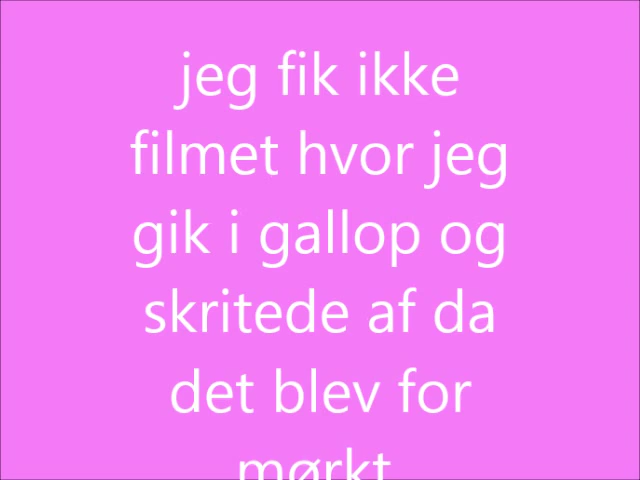 jeg fik ikke
filmet hvor jeg
gik i gallop og
skritede af da
det blev for
mørkt